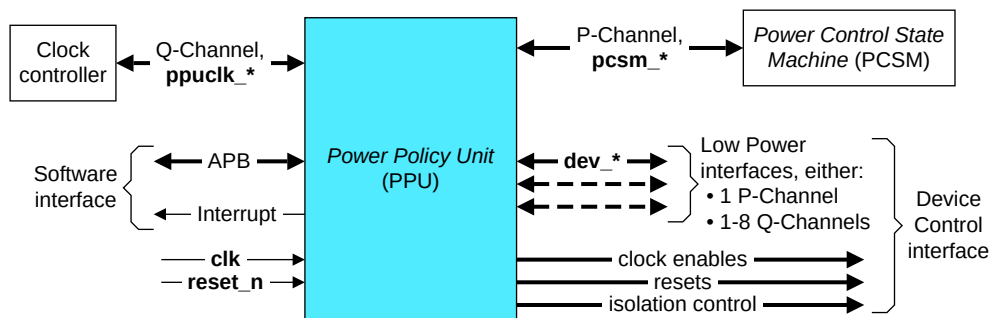 Clock
controller
Q-Channel,
ppuclk_*
P-Channel,
pcsm_*
Power Control State
Machine (PCSM)
Software
interface
APB
Interrupt
clk
reset_n
Power Policy Unit
(PPU)
dev_*
Low Power
interfaces, either:
• 1 P-Channel
• 1-8 Q-Channels
Device
Control
interface
clock enables
resets
isolation control